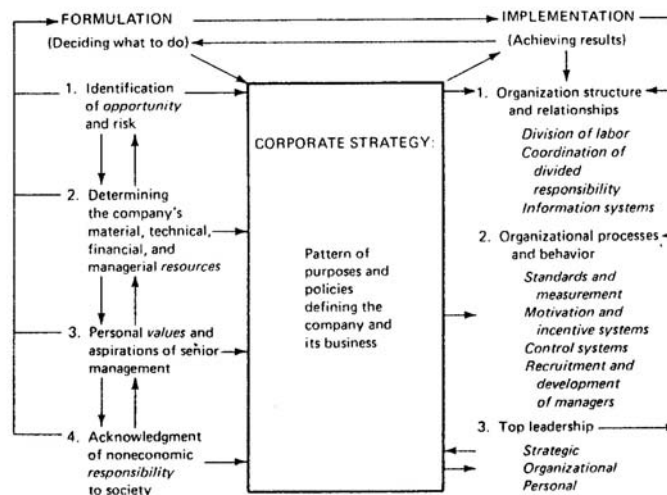 FORMULATION
(Deciding what to do)
1. Identification
of opportunity
and risk
2. Determining
the company's
material, technical,
financial, and
managerial resources
3. Personal values and
aspirations of senior
management
4. Acknowledgment
of noneconomic
responsibility
to society
CORPORATE STRATEGY:
Pattern of
purposes and
policies
defining the
company and
its business
IMPLEMENTATION
(Achieving results)
1. Organization structure
and relationships
Division of labor
Coordination of
divided
responsibility
Information systems
2. Organizational processes
and behavior
Standards and
measurement
Motivation and
incentive systems
Control systems
Recruitment and
development
of managers
3. Top leadership
Strategic
Organizational
Personal